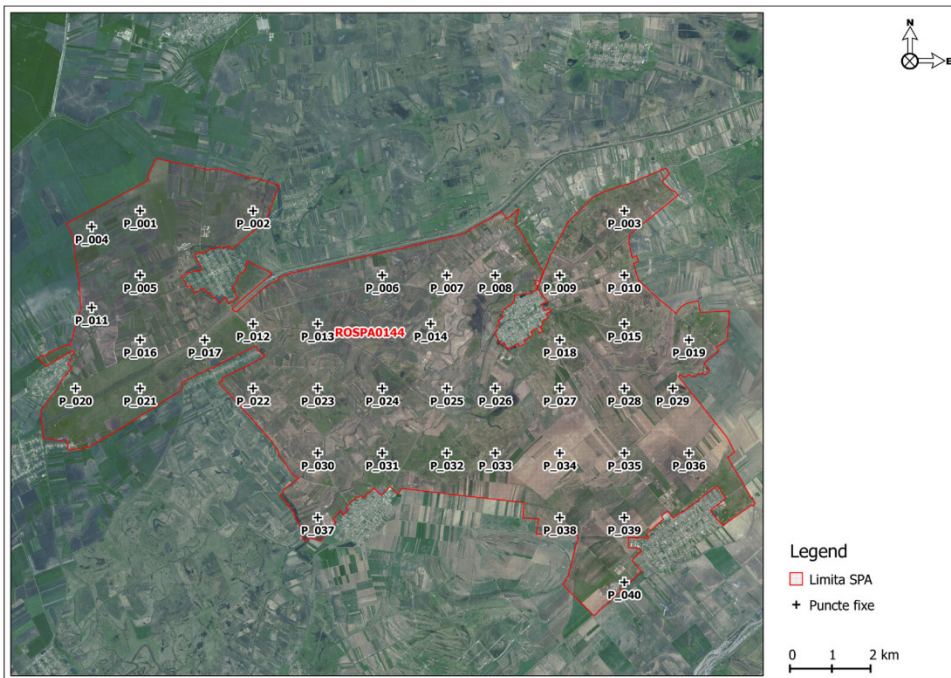 N
E
P_001
P_002
P_003
P_004
P_005
P_006
P_007
P_008
P_009
P_010
P_011
P_012
P_013
ROSPA0144
P_014
P_015
P_016
P_017
P_018
P_019
P_020
P_021
P_022
P_023
P_024
P_025
P_026
P_027
P_028
P_029
P_030
P_031
P_032
P_033
P_034
P_035
P_036
P_037
P_038
P_039
P_040
Legend
Limita SPA
Puncte fixe
0 1 2 km